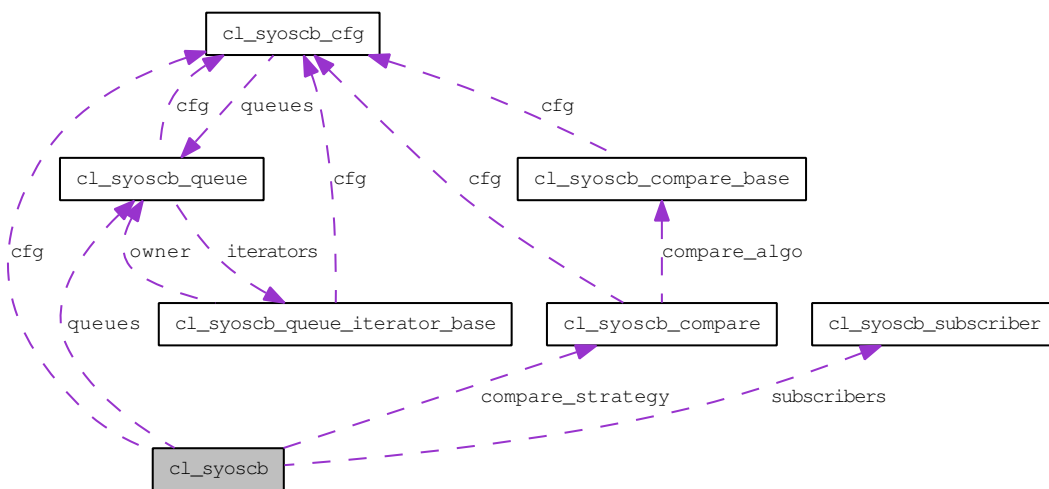 cl_syoscb_cfg
cfg
queues
cfg
cl_syoscb_queue
cfg
cfg
cl_syoscb_compare_base
cfg
owner
iterators
compare_algo
queues
cl_syoscb_queue_iterator_base
cl_syoscb_compare
cl_syoscb_subscriber
compare_strategy
subscribers
cl_syoscb